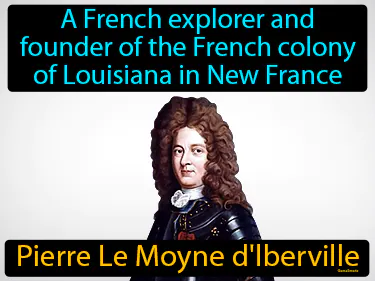 A French explorer and
founder of the French colony
of Louisiana in New France
Pierre Le Moyne d'Iberville